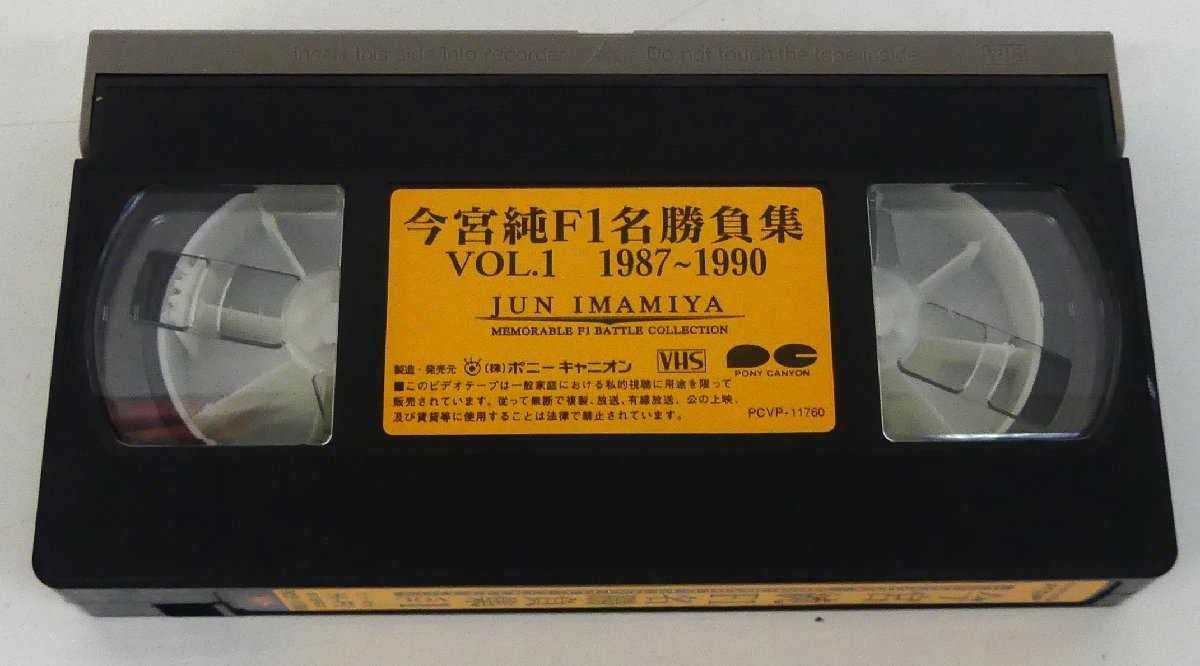 Insert this side into recorder Do not touch the tape inside VHS
今宮純F1名勝負集
VOL.1 1987~1990
JUN IMAMIYA
MEMORABLE F1 BATTLE COLLECTION
製造・発売元 (株)ポニーキャニオン VHS PC
PONY CANYON
■このビデオテープは一般家庭における私的視聴に用途を限って
販売されています。従って無断で複製、放送、有線放送、公の上映、
及び賃貸等に使用することは法律で禁止されています。
PCVP-11760